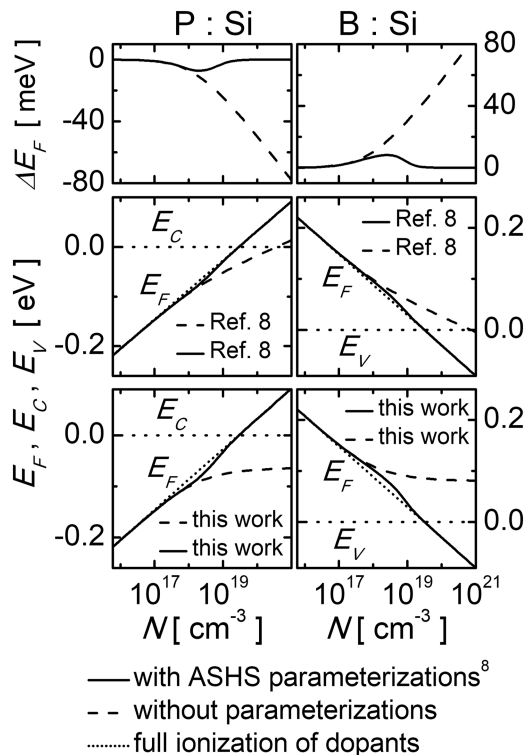 P : Si
B : Si
ΔE_F [ meV ]
0
-40
-80
80
40
0
E_F, E_C, E_V [ eV ]
E_C
0.0
E_F
Ref. 8
Ref. 8
-0.2
Ref. 8
Ref. 8
0.2
E_F
0.0
E_V
E_C
0.0
E_F
this work
this work
-0.2
this work
this work
0.2
E_F
0.0
E_V
10^17 10^19
10^17 10^19 10^21
N [ cm^-3 ]
N [ cm^-3 ]
with ASHS parameterizations^8
without parameterizations
full ionization of dopants